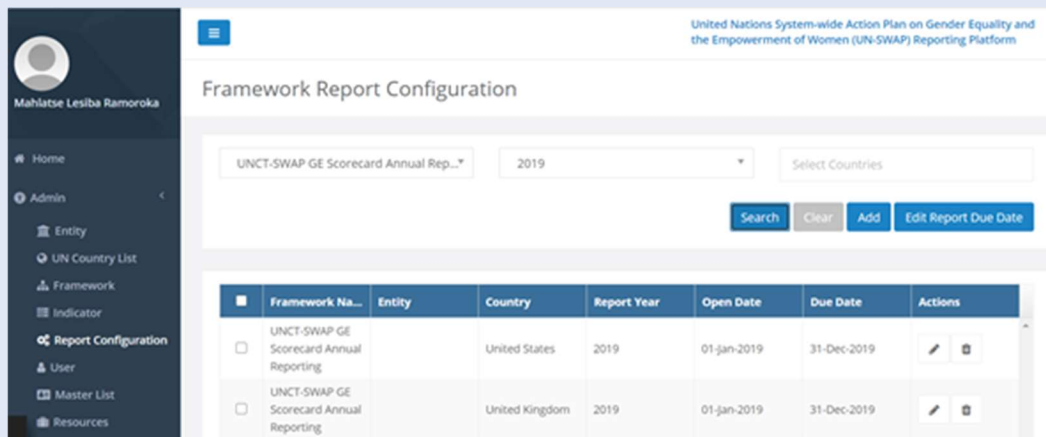 United Nations System-wide Action Plan on Gender Equality and
the Empowerment of Women (UN-SWAP) Reporting Platform
Mahlatse Lesiba Ramoroka
Framework Report Configuration
Home
Admin
Entity
UN Country List
Framework
Indicator
Report Configuration
User
Master List
Resources
UNCT-SWAP GE Scorecard Annual Rep...
2019
Select Countries
Search
Clear
Add
Edit Report Due Date
Framework Na... Entity Country Report Year Open Date Due Date Actions
UNCT-SWAP GE
Scorecard Annual United States 2019 01-Jan-2019 31-Dec-2019
Reporting
UNCT-SWAP GE
Scorecard Annual United Kingdom 2019 01-Jan-2019 31-Dec-2019
Reporting